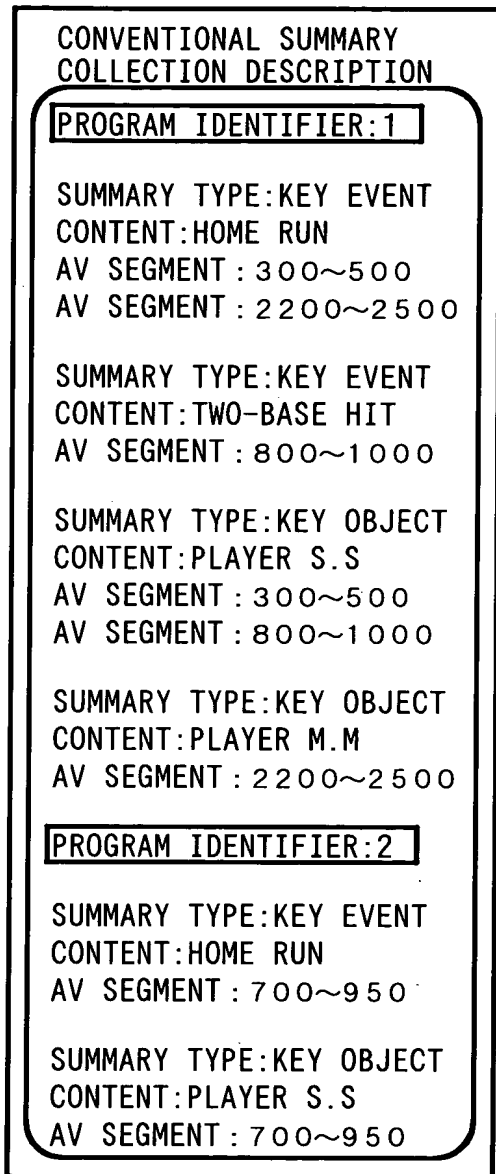 CONVENTIONAL SUMMARY
COLLECTION DESCRIPTION
PROGRAM IDENTIFIER:1
SUMMARY TYPE:KEY EVENT
CONTENT:HOME RUN
AV SEGMENT:300~500
AV SEGMENT:2200~2500
SUMMARY TYPE:KEY EVENT
CONTENT:TWO-BASE HIT
AV SEGMENT:800~1000
SUMMARY TYPE:KEY OBJECT
CONTENT:PLAYER S.S
AV SEGMENT:300~500
AV SEGMENT:800~1000
SUMMARY TYPE:KEY OBJECT
CONTENT:PLAYER M.M
AV SEGMENT:2200~2500
PROGRAM IDENTIFIER:2
SUMMARY TYPE:KEY EVENT
CONTENT:HOME RUN
AV SEGMENT:700~950
SUMMARY TYPE:KEY OBJECT
CONTENT:PLAYER S.S
AV SEGMENT:700~950